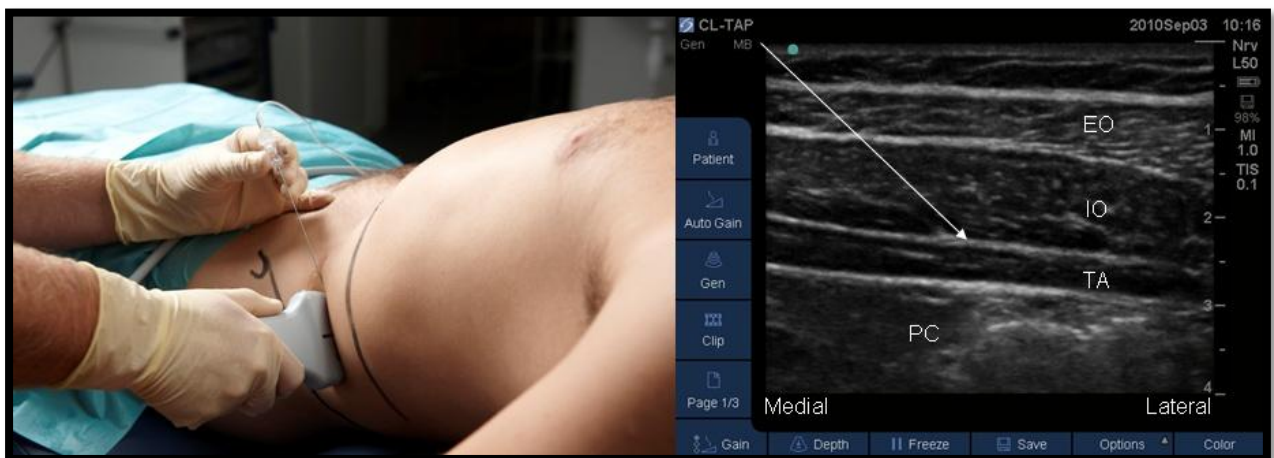 CL-TAP
2010Sep03 10:16
Gen MB
Nrv
L50
98%
MI
1.0
TIS
0.1
EO
IO
TA
PC
1
2
3
4
Patient
Auto Gain
Gen
Clip
Page 1/3
Medial Lateral
Gain Depth Freeze Save Options Color